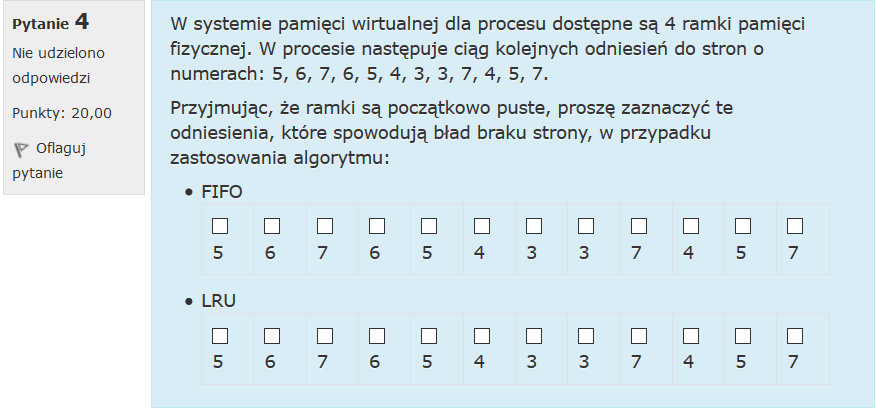 Pytanie 4
Nie udzielono
odpowiedzi
Punkty: 20,00
Oflaguj
pytanie
W systemie pamięci wirtualnej dla procesu dostępne są 4 ramki pamięci
fizycznej. W procesie następuje ciąg kolejnych odniesień do stron o
numerach: 5, 6, 7, 6, 5, 4, 3, 3, 7, 4, 5, 7.
Przyjmując, że ramki są początkowo puste, proszę zaznaczyć te
odniesienia, które spowodują bład braku strony, w przypadku
zastosowania algorytmu:
• FIFO
5 6 7 6 5 4 3 3 7 4 5 7
• LRU
5 6 7 6 5 4 3 3 7 4 5 7